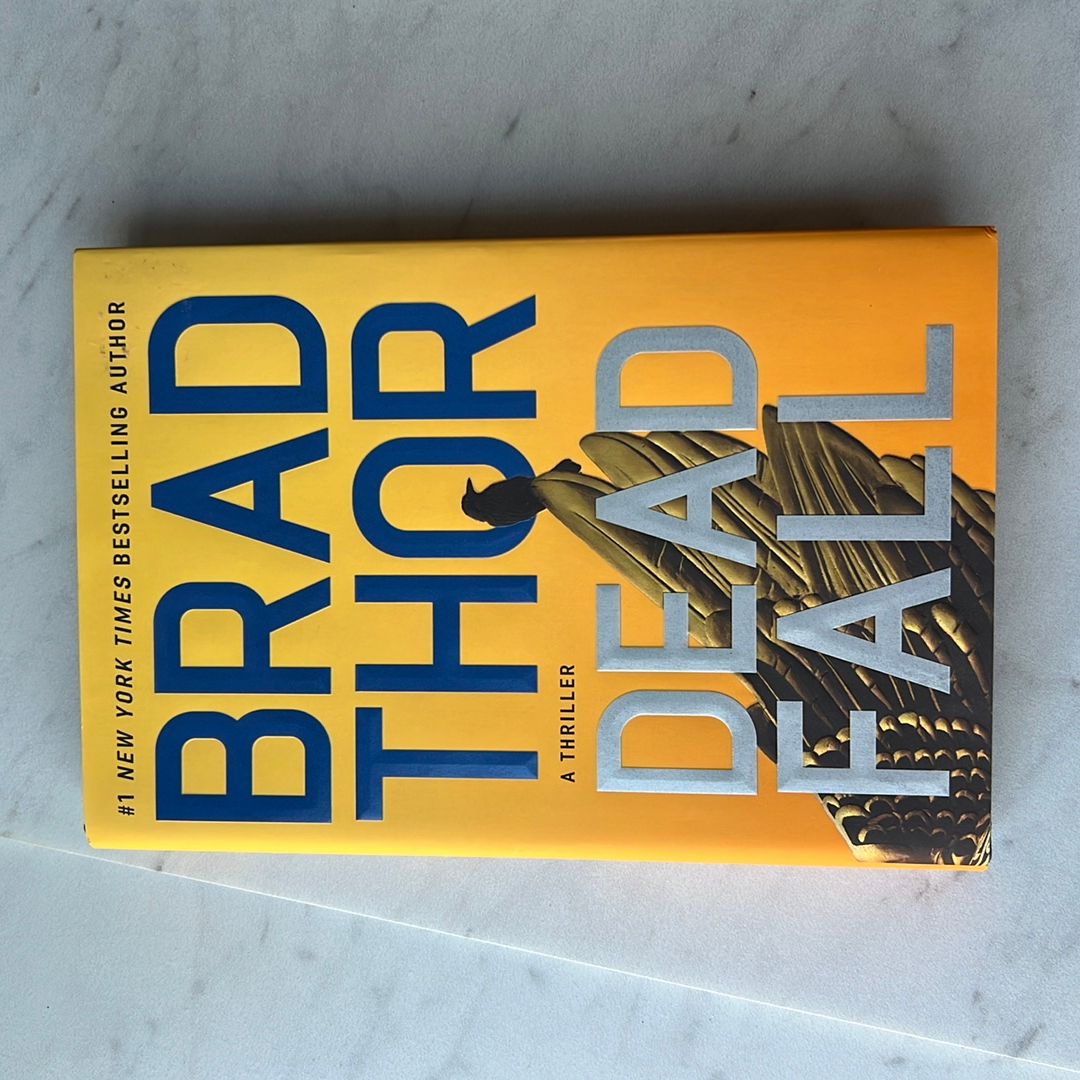 #1 NEW YORK TIMES BESTSELLING AUTHOR
BRAD
THOR
A THRILLER
DEAD
FALL